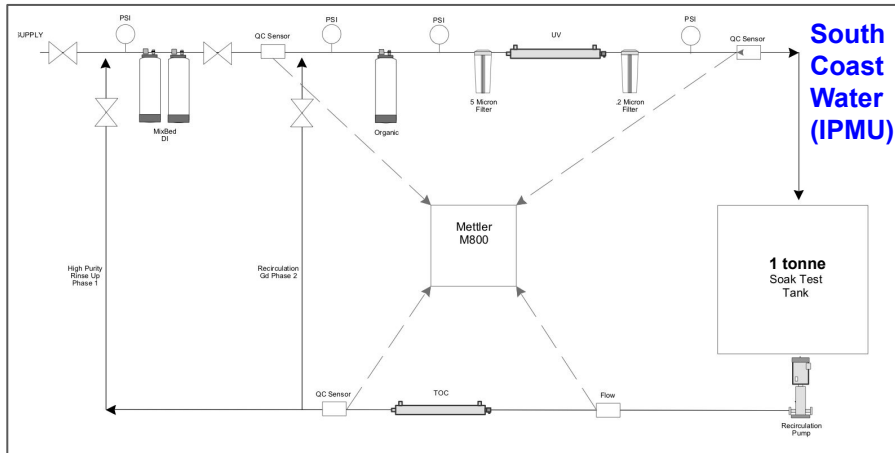 PSI
SUPPLY
QC Sensor
PSI
PSI
UV
PSI
QC Sensor
South
Coast
Water
(IPMU)
MixBed
DI
Organic
5 Micron
Filter
.2 Micron
Filter
Mettler
M800
High Purity
Rinse Up
Phase 1
Recirculation
Gd Phase 2
1 tonne
Soak Test
Tank
QC Sensor
TOC
Flow
Recirculation
Pump